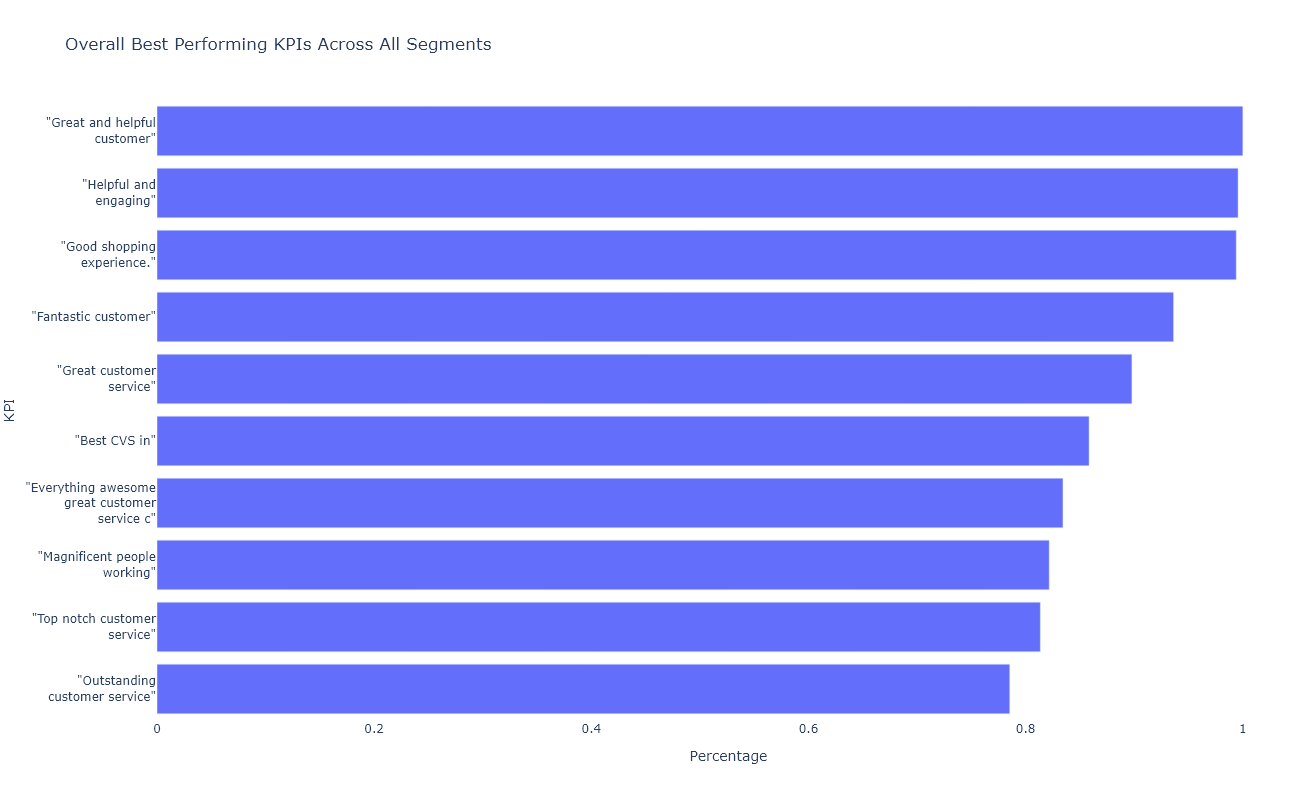 Overall Best Performing KPIs Across All Segments
"Great and helpful
customer"
"Helpful and
engaging"
"Good shopping
experience."
"Fantastic customer"
"Great customer
service"
KPI
"Best CVS in"
"Everything awesome
great customer
service c"
"Magnificent people
working"
"Top notch customer
service"
"Outstanding
customer service"
0 0.2 0.4 0.6 0.8 1
Percentage